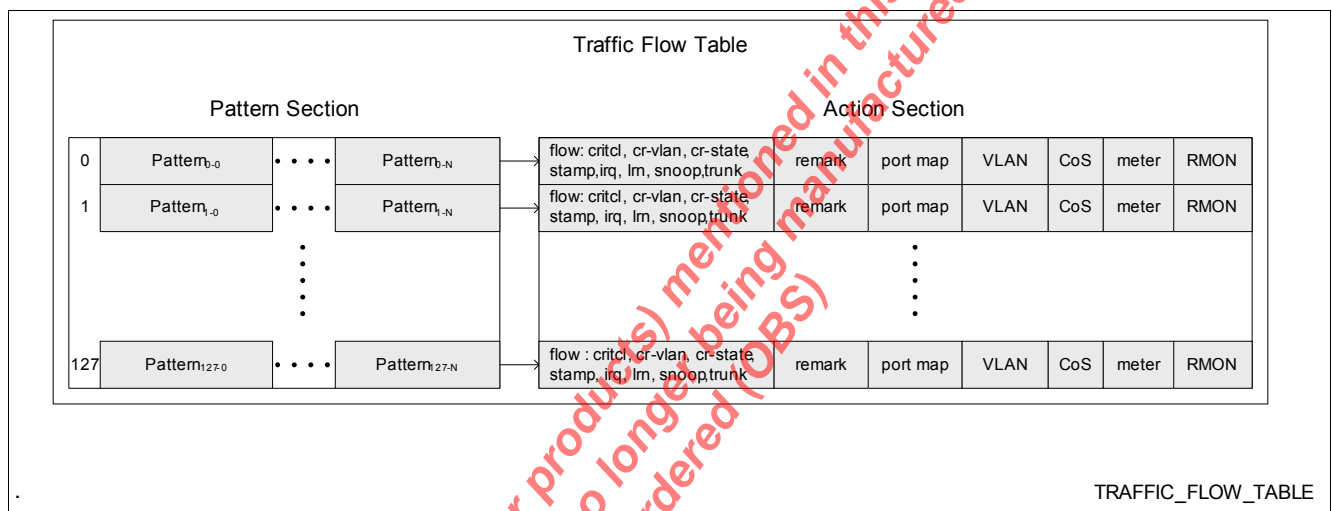 Traffic Flow Table
Pattern Section
Action Section
0 Pattern0-0 • • • • Pattern0-N flow: critcl, cr-vlan, cr-state, remark port map VLAN CoS meter RMON
stamp,irq, lrn, snoop,trunk
1 Pattern1-0 • • • • Pattern1-N flow: critcl, cr-vlan, cr-state, remark port map VLAN CoS meter RMON
stamp, irq, lrn, snoop,trunk
127 Pattern127-0 • • • • Pattern127-N flow : critcl, cr-vlan, cr-state, remark port map VLAN CoS meter RMON
stamp, irq, lrn, snoop,trunk
. TRAFFIC_FLOW_TABLE
r products) mentioned in this
o longer being manufactured
rdered (OBS)